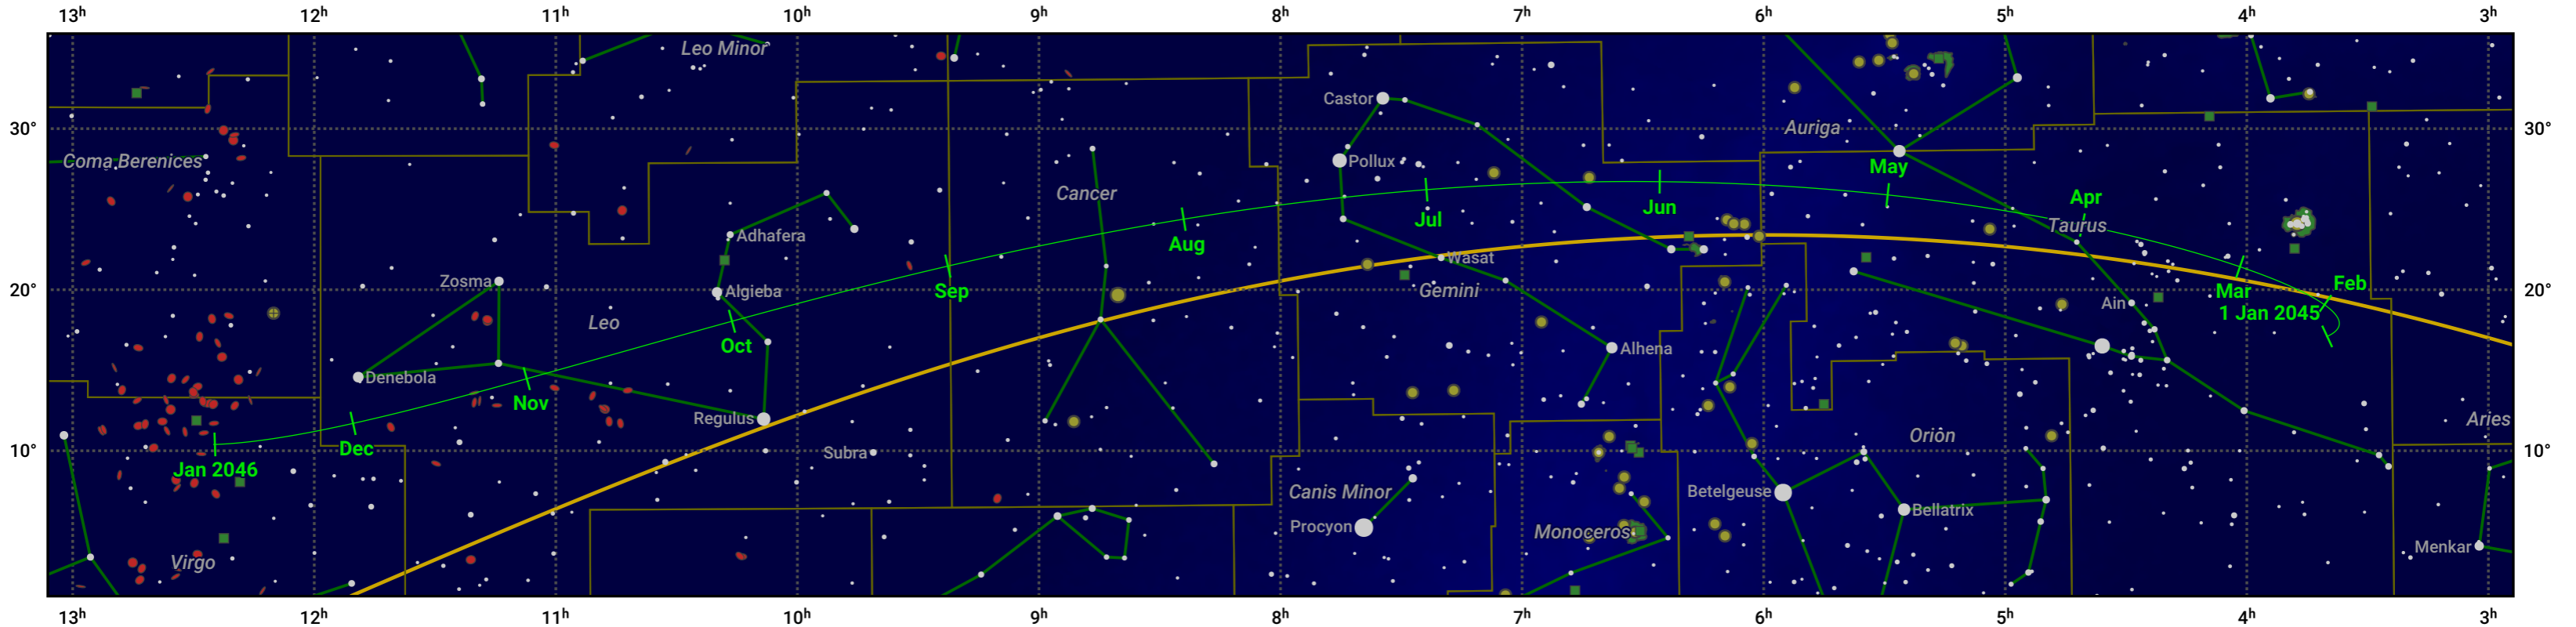 13h 12h 11h 10h 9h 8h 7h 6h 5h 4h 3h
Leo Minor
Castor
30° Auriga 30°
Coma Berenices Pollux May
Cancer
Apr
Jun
Jul Taurus
Adhafera Aug
Wasat
Zosma Algieba Sep Gemini Feb
20° Mar 20°
Ain
1 Jan 2045
Leo
Oct Alhena
Denebola
Nov
Regulus Aries
Orion
10° Dec Subra 10°
Jan 2046
Canis Minor Betelgeuse
Bellatrix
Procyon Monoceros
Menkar
Virgo
13h 12h 11h 10h 9h 8h 7h 6h 5h 4h 3h